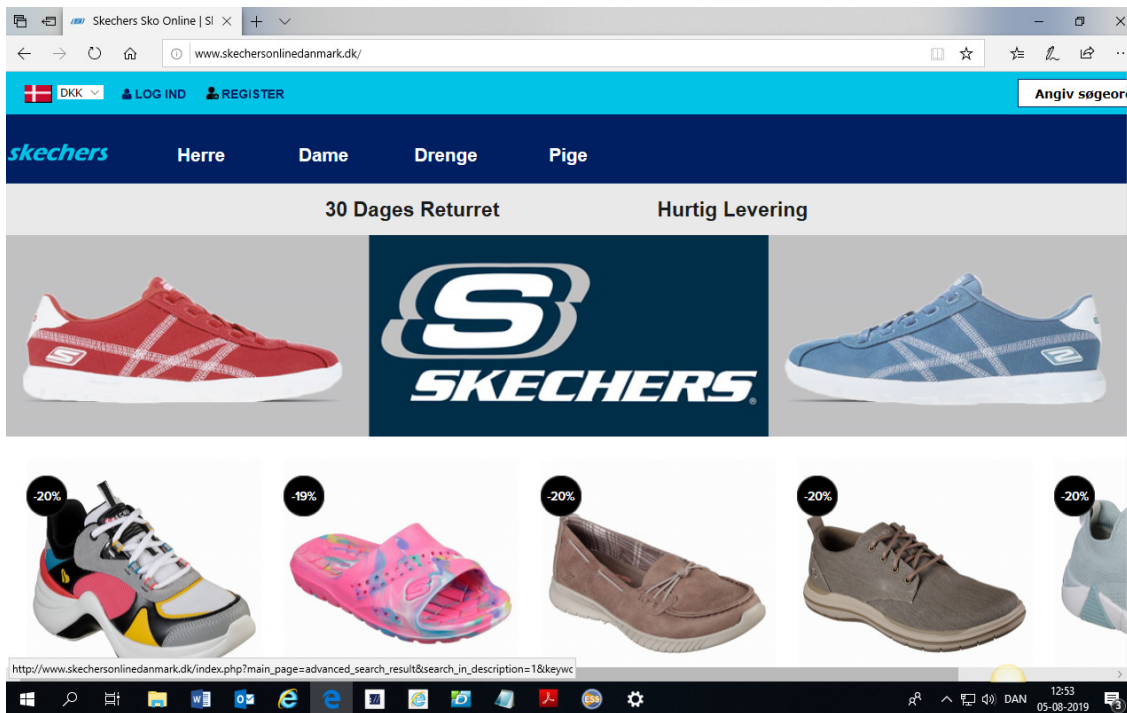 Skechers Sko Online | Sl
www.skechersonlinedanmark.dk/
DKK LOG IND REGISTER Angiv søgeor
skechers Herre Dame Drenge Pige
30 Dages Returret Hurtig Levering
S
SKECHERS®
-20% -19% -20% -20% -20%
http://www.skechersonlinedanmark.dk/index.php?main_page=advanced_search_result&search_in_description=1&keywc
DAN 12:53
05-08-2019 3